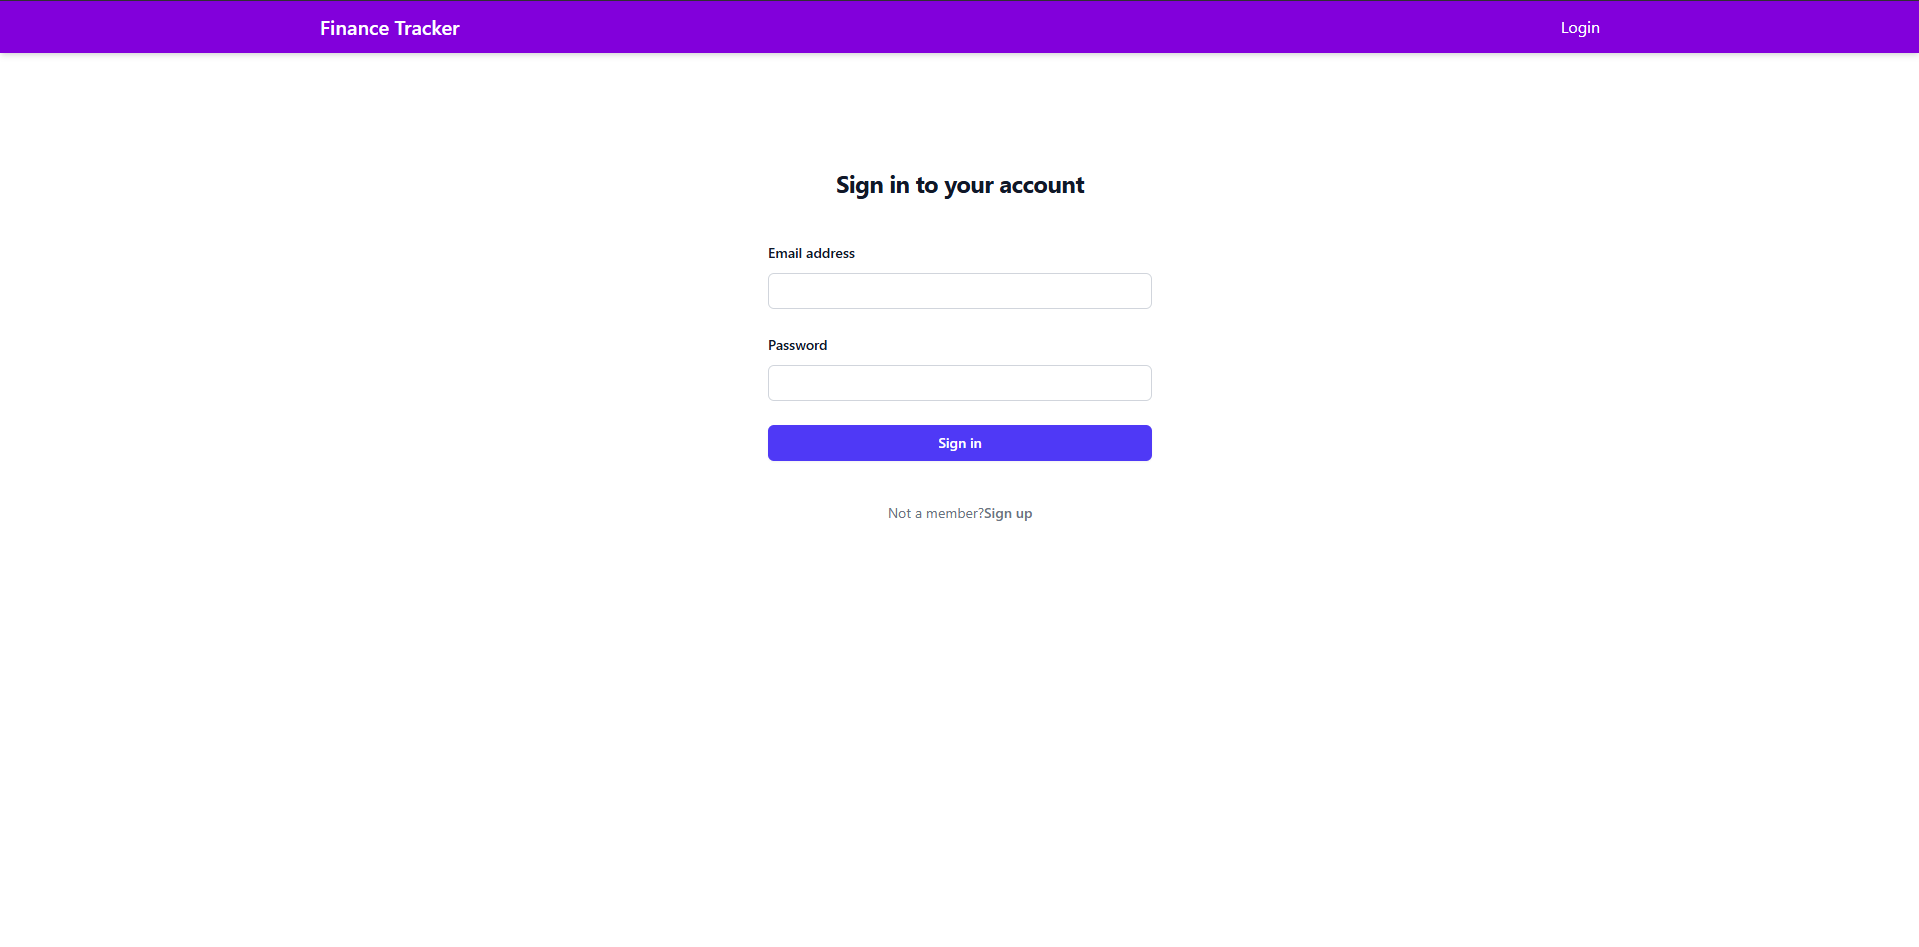 Finance Tracker
Login
Sign in to your account
Email address
Password
Sign in
Not a member?Sign up